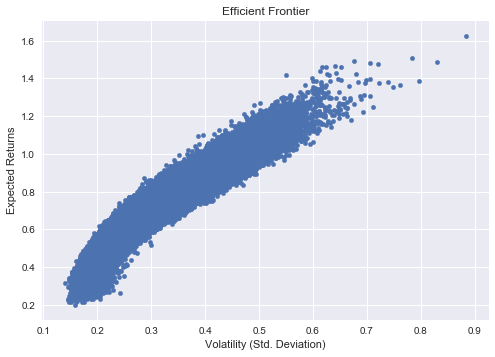 Efficient Frontier
1.6
1.4
1.2
1.0
0.8
0.6
0.4
0.2
Expected Returns
0.1 0.2 0.3 0.4 0.5 0.6 0.7 0.8 0.9
Volatility (Std. Deviation)